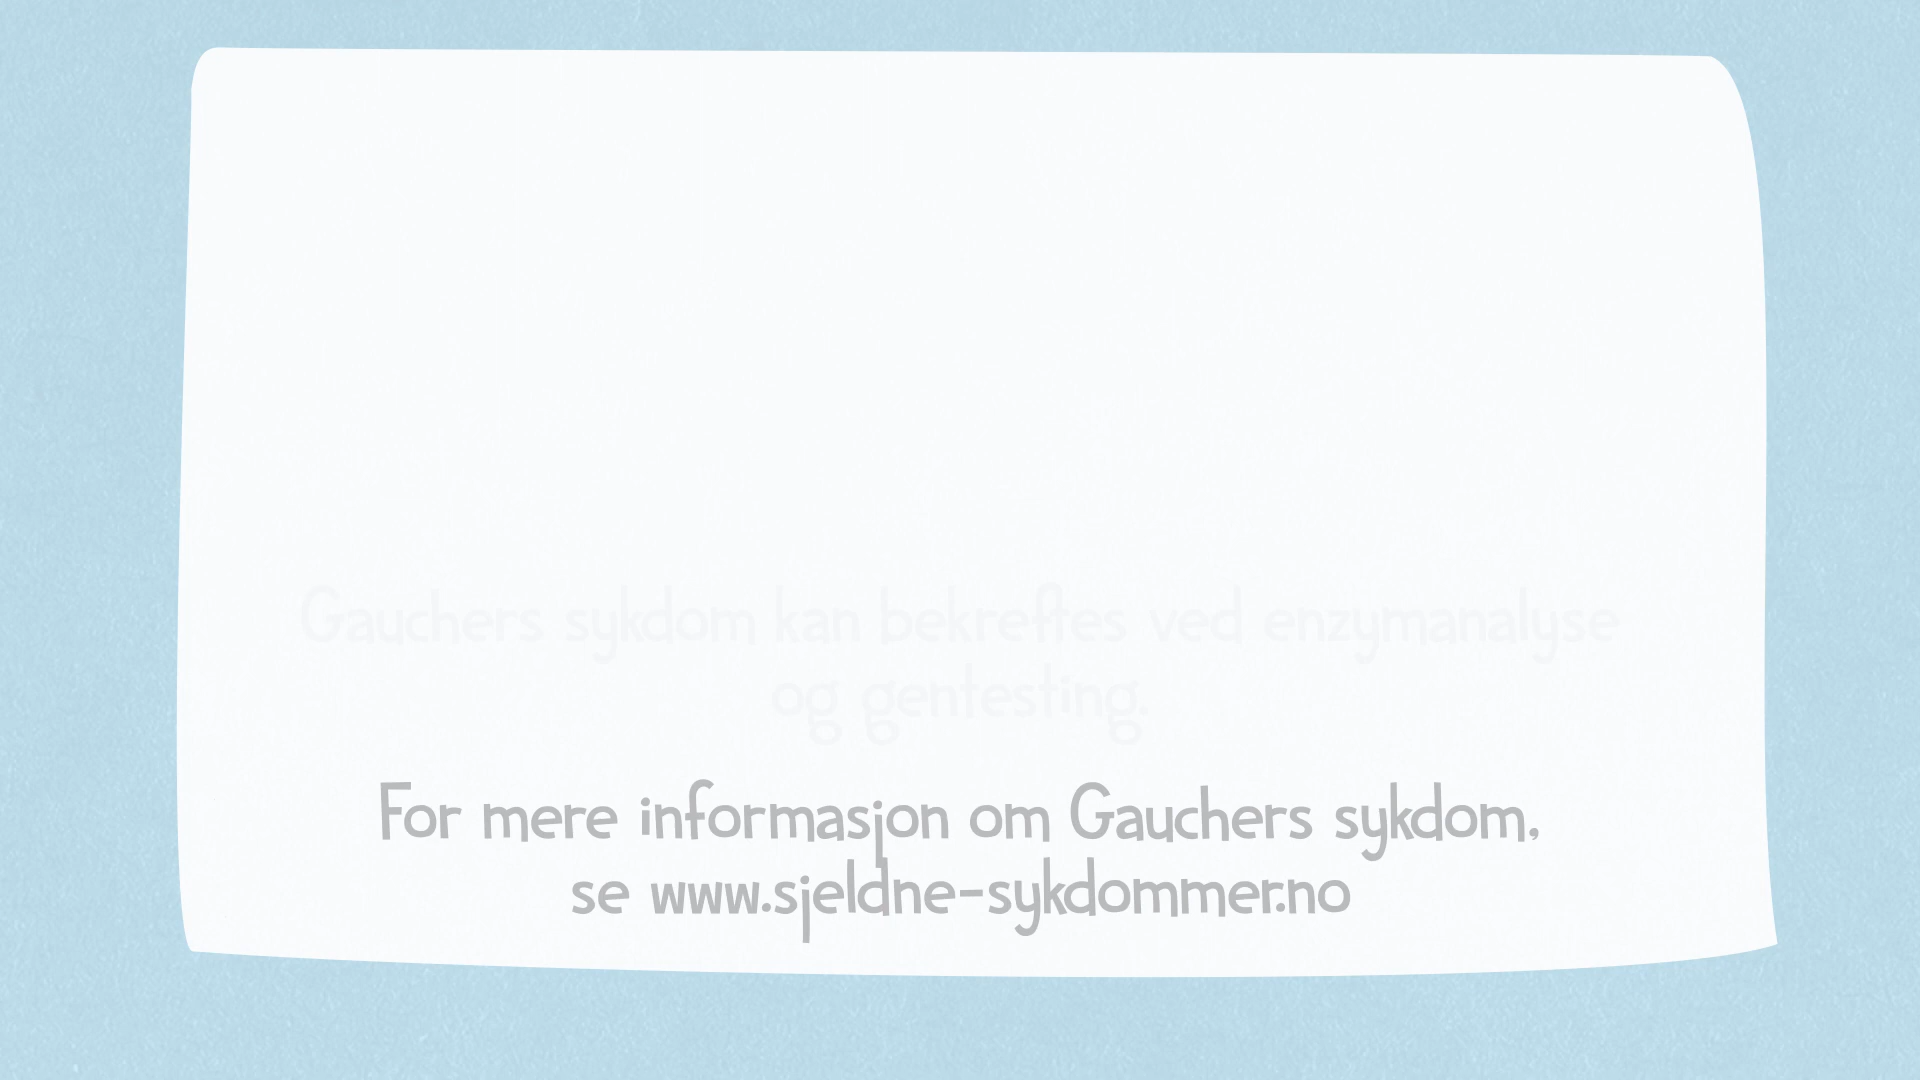 Gauchers sykdom kan bekreftes ved enzymanalyse
og gentesting.
For mere informasjon om Gauchers sykdom,
se www.sjeldne-sykdommer.no